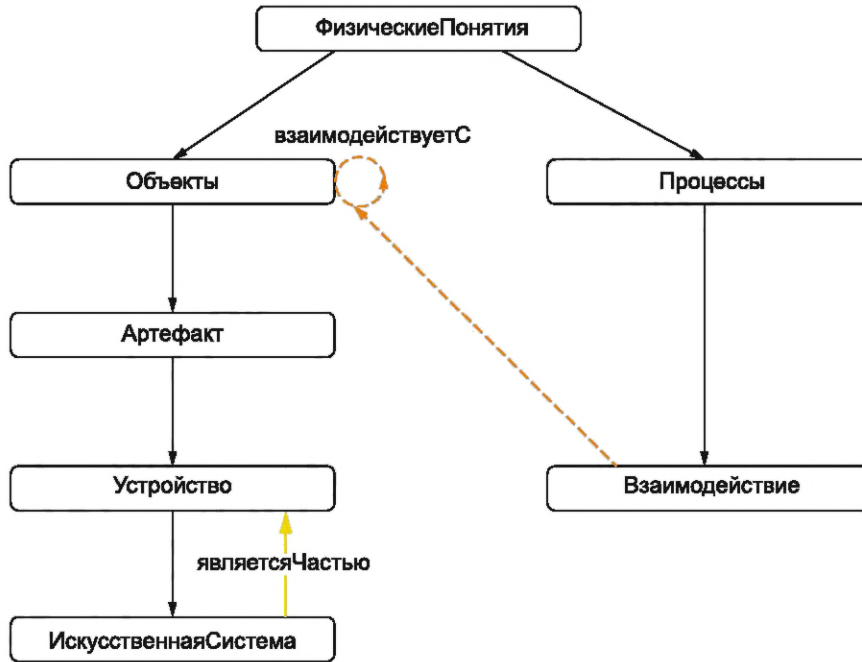 ФизическиеПонятия
взаимодействуетС
Объекты
Процессы
Артефакт
Устройство
Взаимодействие
являетсяЧастью
ИскусственнаяСистема